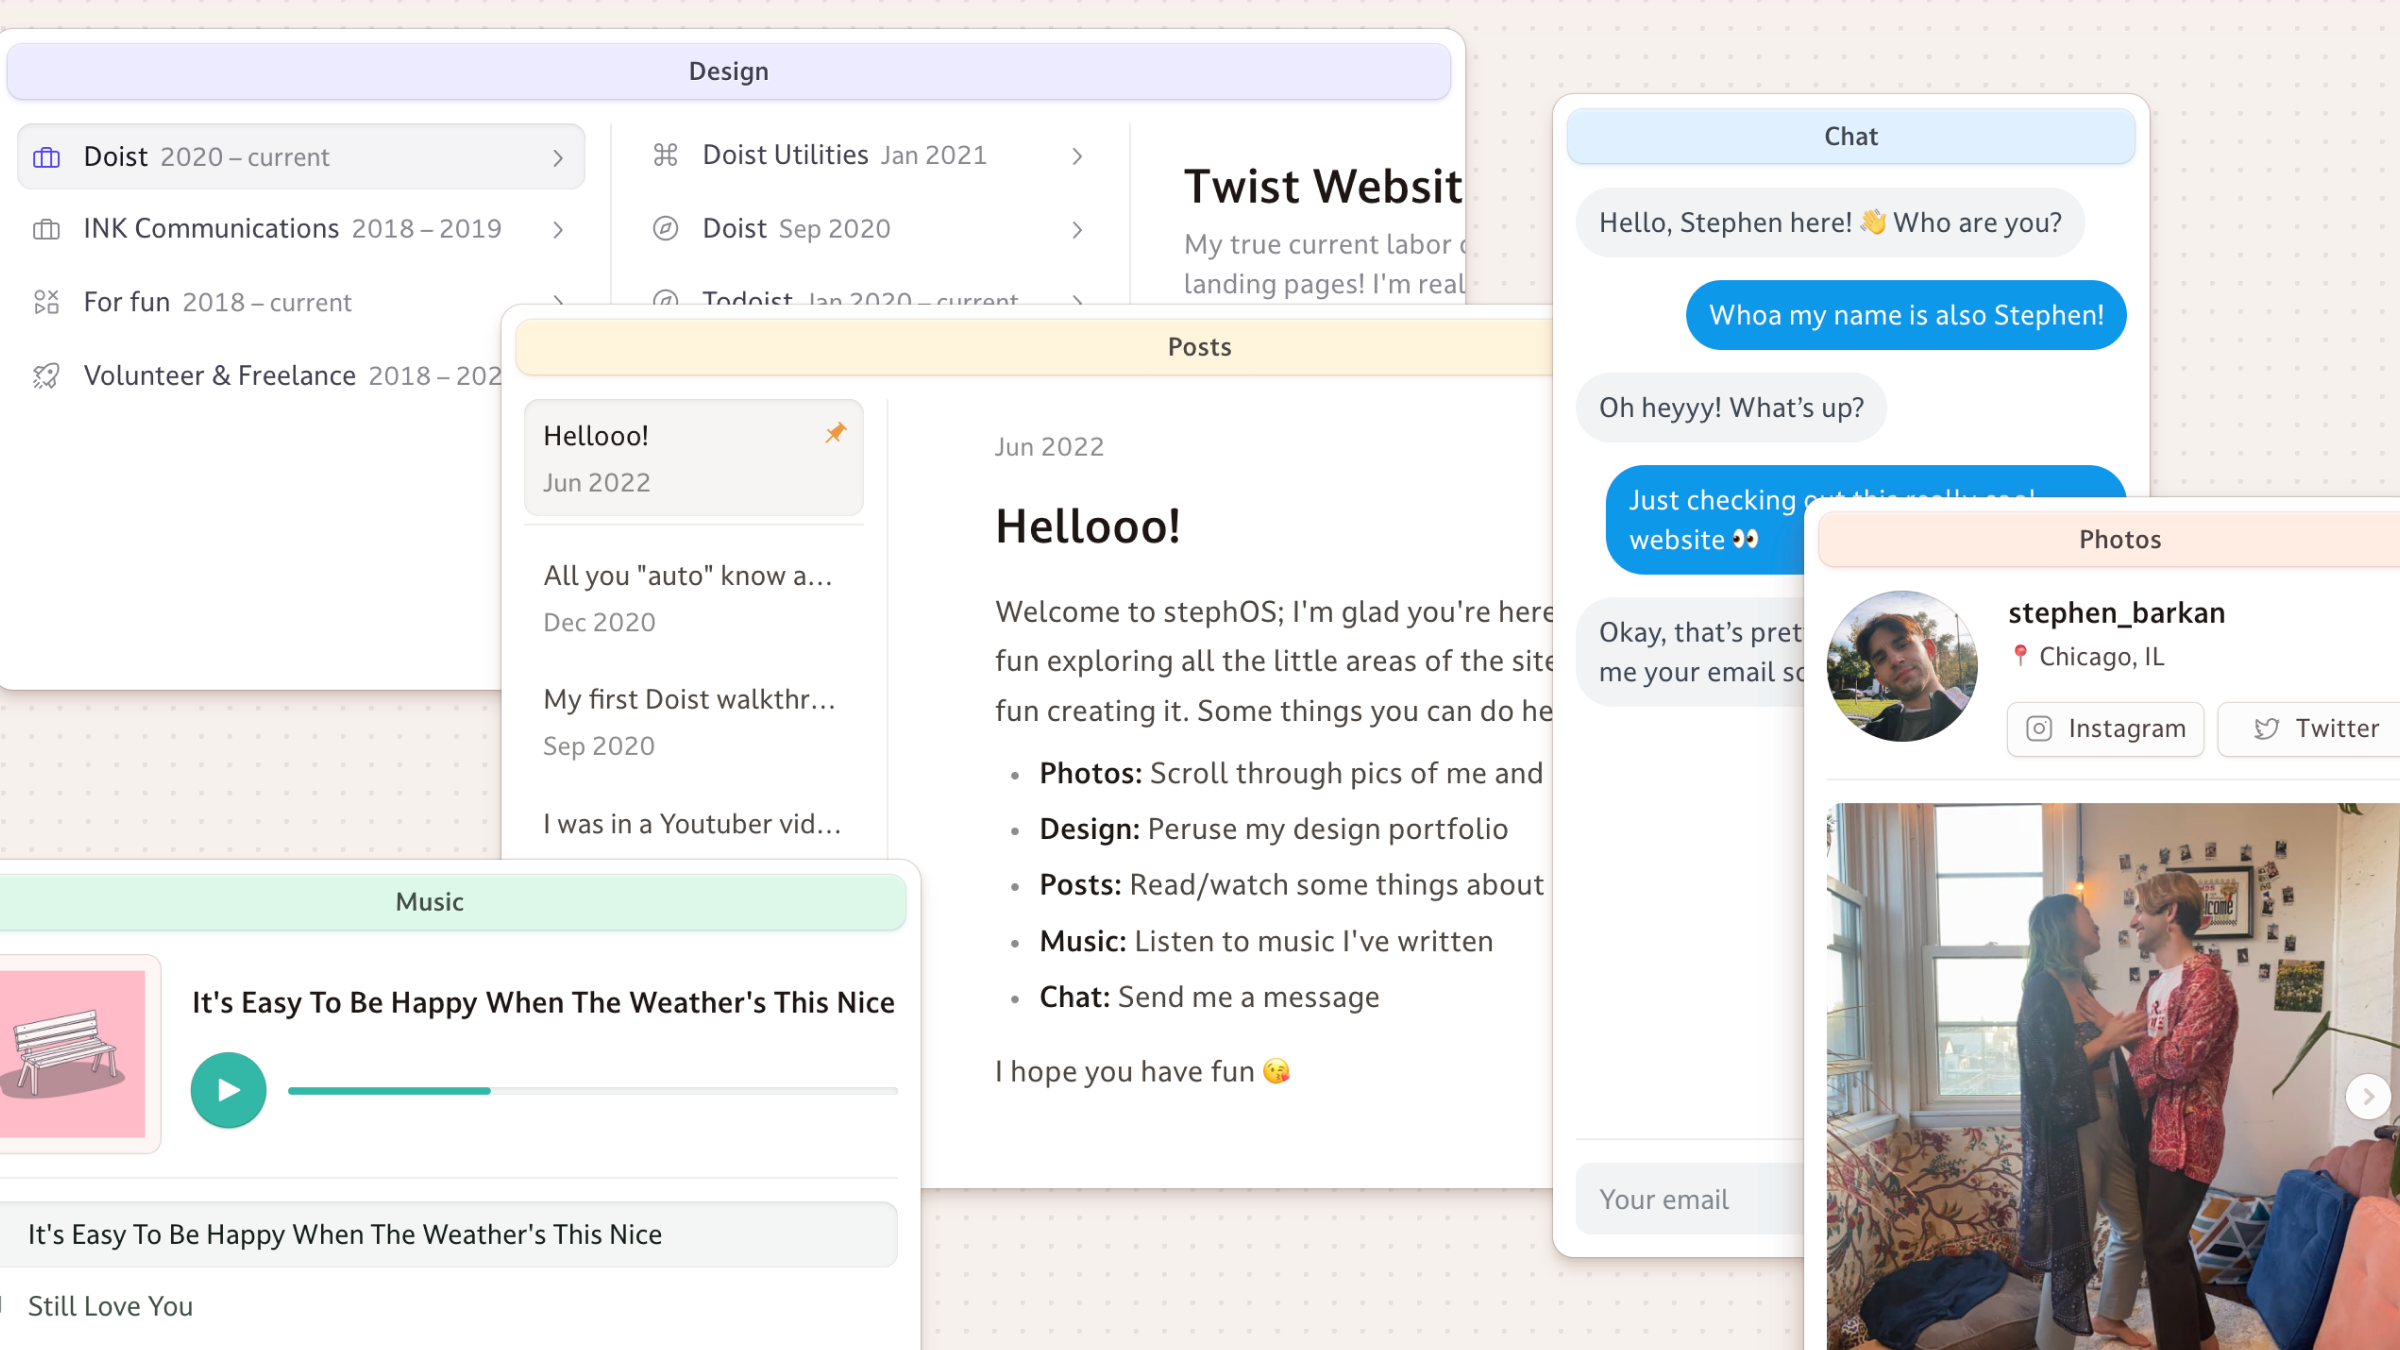 Design
Doist 2020 – current
INK Communications 2018 – 2019
For fun 2018 – current
Volunteer & Freelance 2018 – 202
Doist Utilities Jan 2021
Doist Sep 2020
Todoist Jan 2020 – current
Twist Websit
My true current labor
landing pages! I'm real
Posts
Hellooo!
Jun 2022
All you "auto" know a…
Dec 2020
My first Doist walkthr…
Sep 2020
I was in a Youtuber vid…
Jun 2022
Hellooo!
Welcome to stephOS; I'm glad you're here
fun exploring all the little areas of the site
fun creating it. Some things you can do he
• Photos: Scroll through pics of me and
• Design: Peruse my design portfolio
• Posts: Read/watch some things about
• Music: Listen to music I've written
• Chat: Send me a message
I hope you have fun 😘
Chat
Hello, Stephen here! 👋 Who are you?
Whoa my name is also Stephen!
Oh heyyy! What’s up?
Just checking out this really cool
website 👀
Okay, that’s pret
me your email so
Your email
Photos
stephen_barkan
📍 Chicago, IL
Instagram
Twitter
Music
It's Easy To Be Happy When The Weather's This Nice
It's Easy To Be Happy When The Weather's This Nice
Still Love You